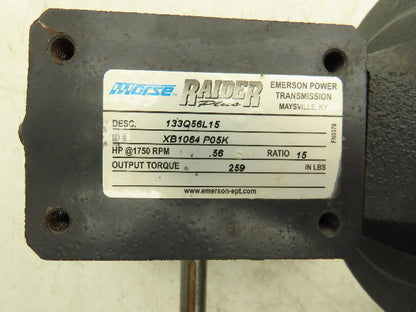 Morse RAIDER Plus
EMERSON POWER
TRANSMISSION
MAYSVILLE, KY
DESC. 133Q56L15
ID # XB1064 P05K
HP @1750 RPM .56 RATIO 15
OUTPUT TORQUE 259 IN LBS
www.emerson-ept.com
FN0378